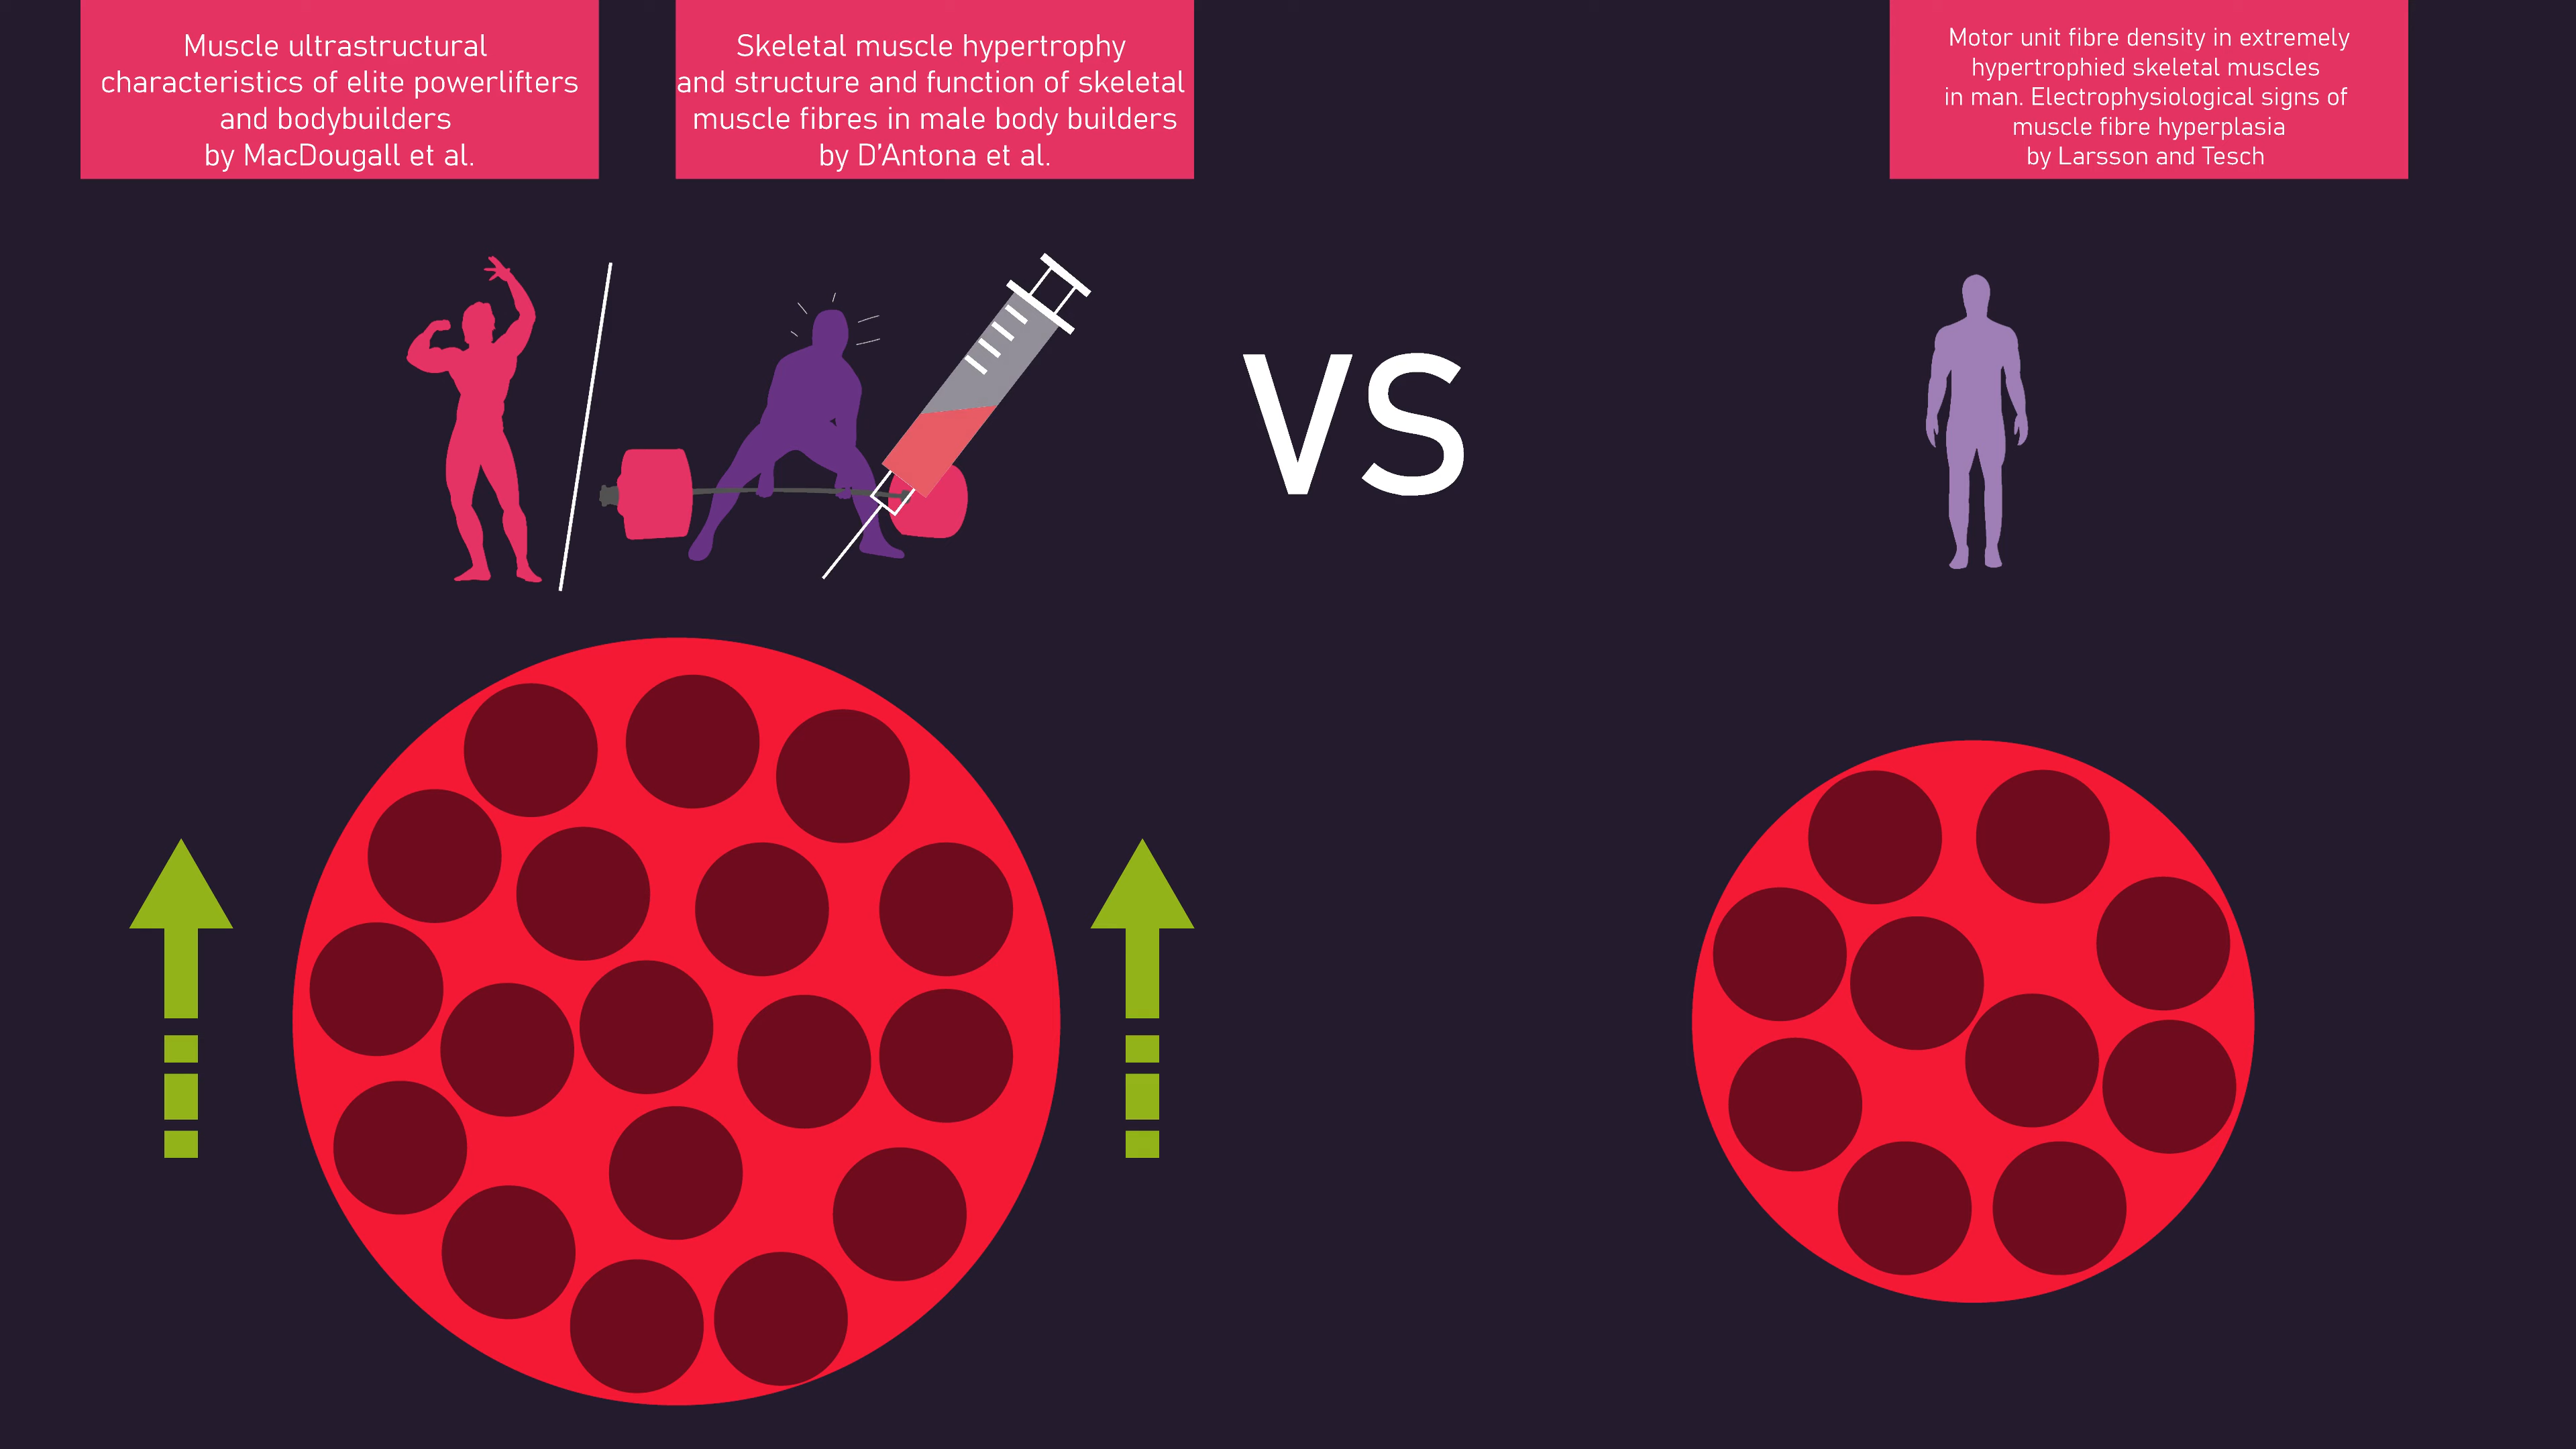 Muscle ultrastructural
characteristics of elite powerlifters
and bodybuilders
by MacDougall et al.
Skeletal muscle hypertrophy
and structure and function of skeletal
muscle fibres in male body builders
by D'Antona et al.
Motor unit fibre density in extremely
hypertrophied skeletal muscles
in man. Electrophysiological signs of
muscle fibre hyperplasia
by Larsson and Tesch
VS